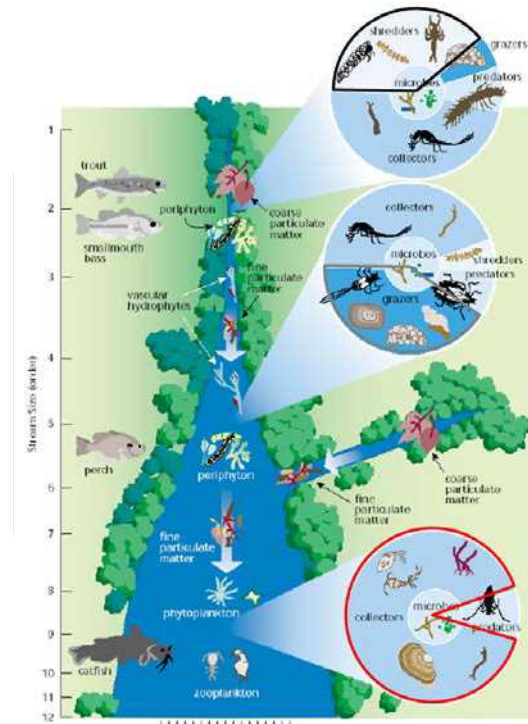 shredders
grazers
microbes
predators
collectors
1
trout
2
periphyton
coarse
particulate
matter
smallmouth
bass
collectors
microbes
shredders
predators
grazers
3
fine
particulate
matter
vascular
hydrophytes
4
Stream Size (order)
5
perch
periphyton
6
coarse
particulate
matter
fine
particulate
matter
7
fine
particulate
matter
8
phytoplankton
collectors
microbes
predators
9
catfish
10
zooplankton
11
12